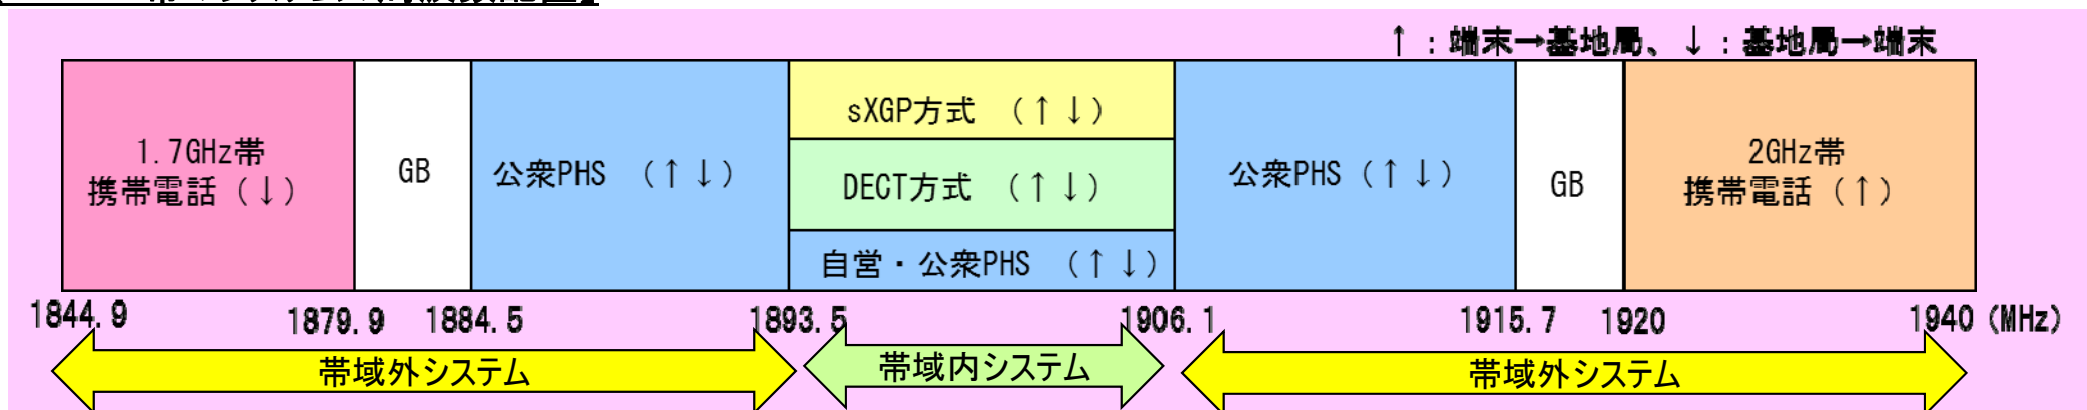 ↑：端末→基地局、↓：基地局→端末
1.7GHz帯
携帯電話（↓）
GB
公衆PHS （↑↓）
sXGP方式 （↑↓）
DECT方式 （↑↓）
自営・公衆PHS （↑↓）
公衆PHS（↑↓）
GB
2GHz帯
携帯電話（↑）
1844.9 1879.9 1884.5 1893.5 1906.1 1915.7 1920 1940 (MHz)
帯域外システム 帯域内システム 帯域外システム